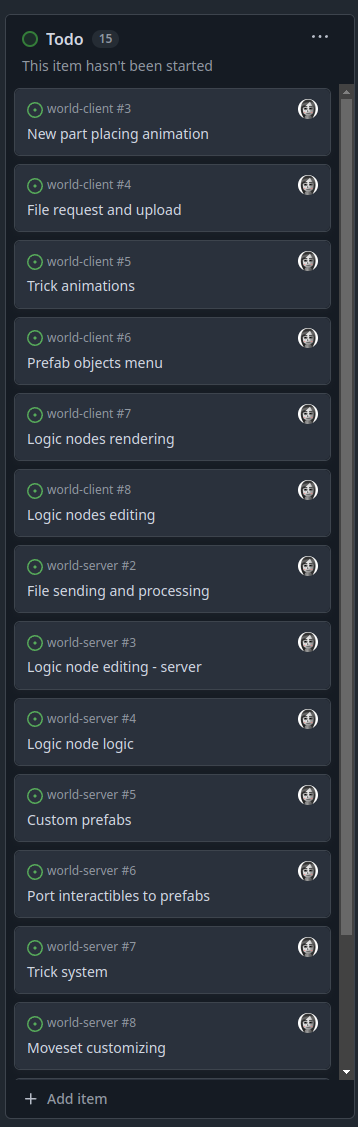 Todo 15
This item hasn't been started
world-client #3
New part placing animation
world-client #4
File request and upload
world-client #5
Trick animations
world-client #6
Prefab objects menu
world-client #7
Logic nodes rendering
world-client #8
Logic nodes editing
world-server #2
File sending and processing
world-server #3
Logic node editing - server
world-server #4
Logic node logic
world-server #5
Custom prefabs
world-server #6
Port interactibles to prefabs
world-server #7
Trick system
world-server #8
Moveset customizing
+ Add item